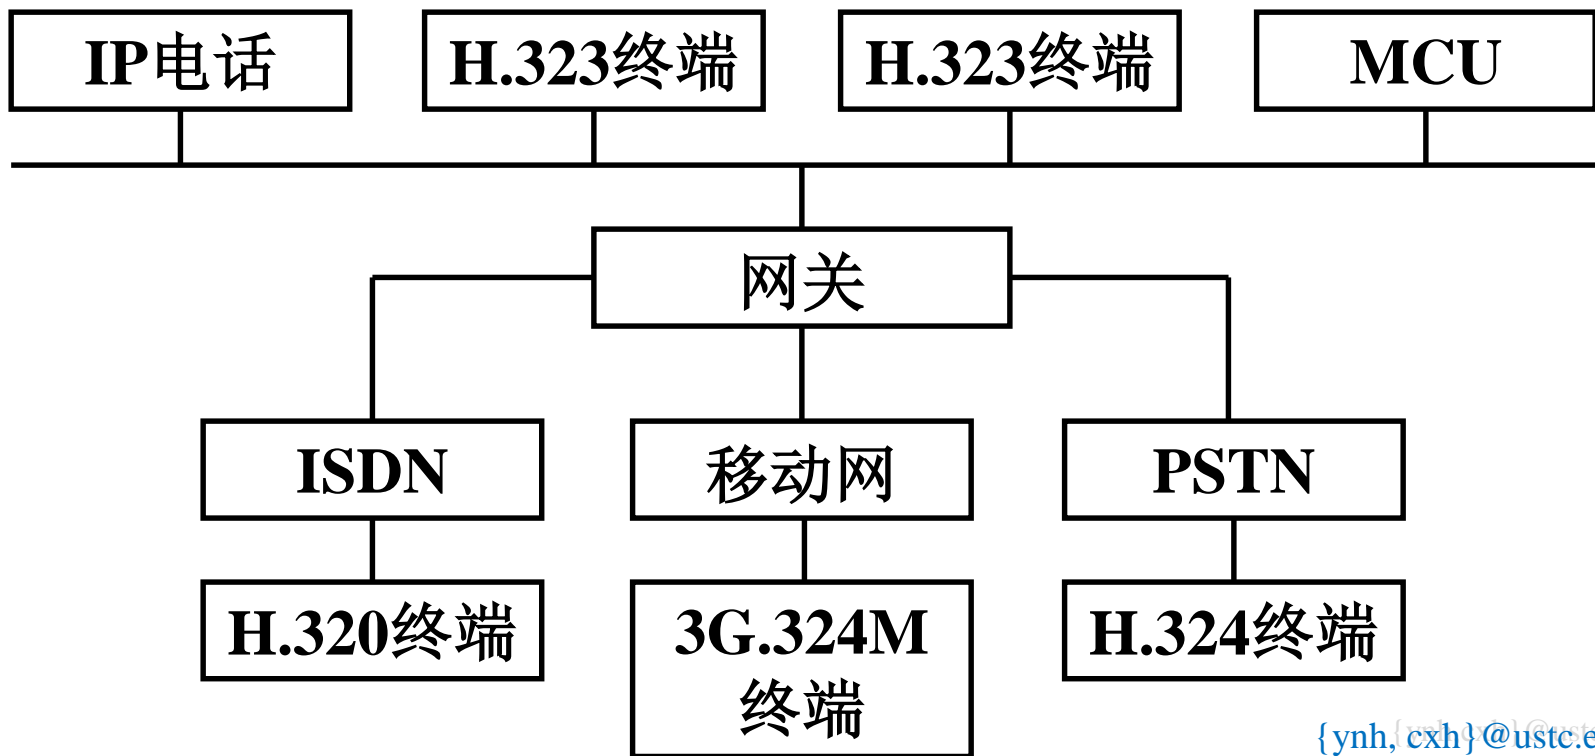 IP电话
H.323终端
H.323终端
MCU
网关
ISDN
移动网
PSTN
H.320终端
3G.324M
终端
H.324终端
{ynh, cxh}@ustc.e